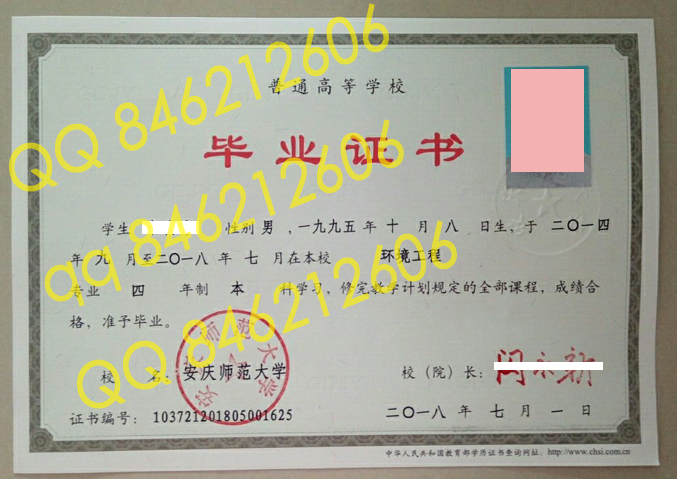 普通高等学校
毕业证书
学生 性别 男 ，一九九五 年 十 月 八 日生，于 二〇一四
年 九 月至二〇一八 年 七 月在本校 环境工程
专业 四 年制 本 科学习，修完教学计划规定的全部课程，成绩合
格，准予毕业。
校 名：安庆师范大学
校（院）长：
证书编号： 103721201805001625
二〇一八 年 七 月 一 日
中华人民共和国教育部学历证书查询网址：http://www.chsi.com.cn
QQ 846212606
qq 846212606
QQ 846212606